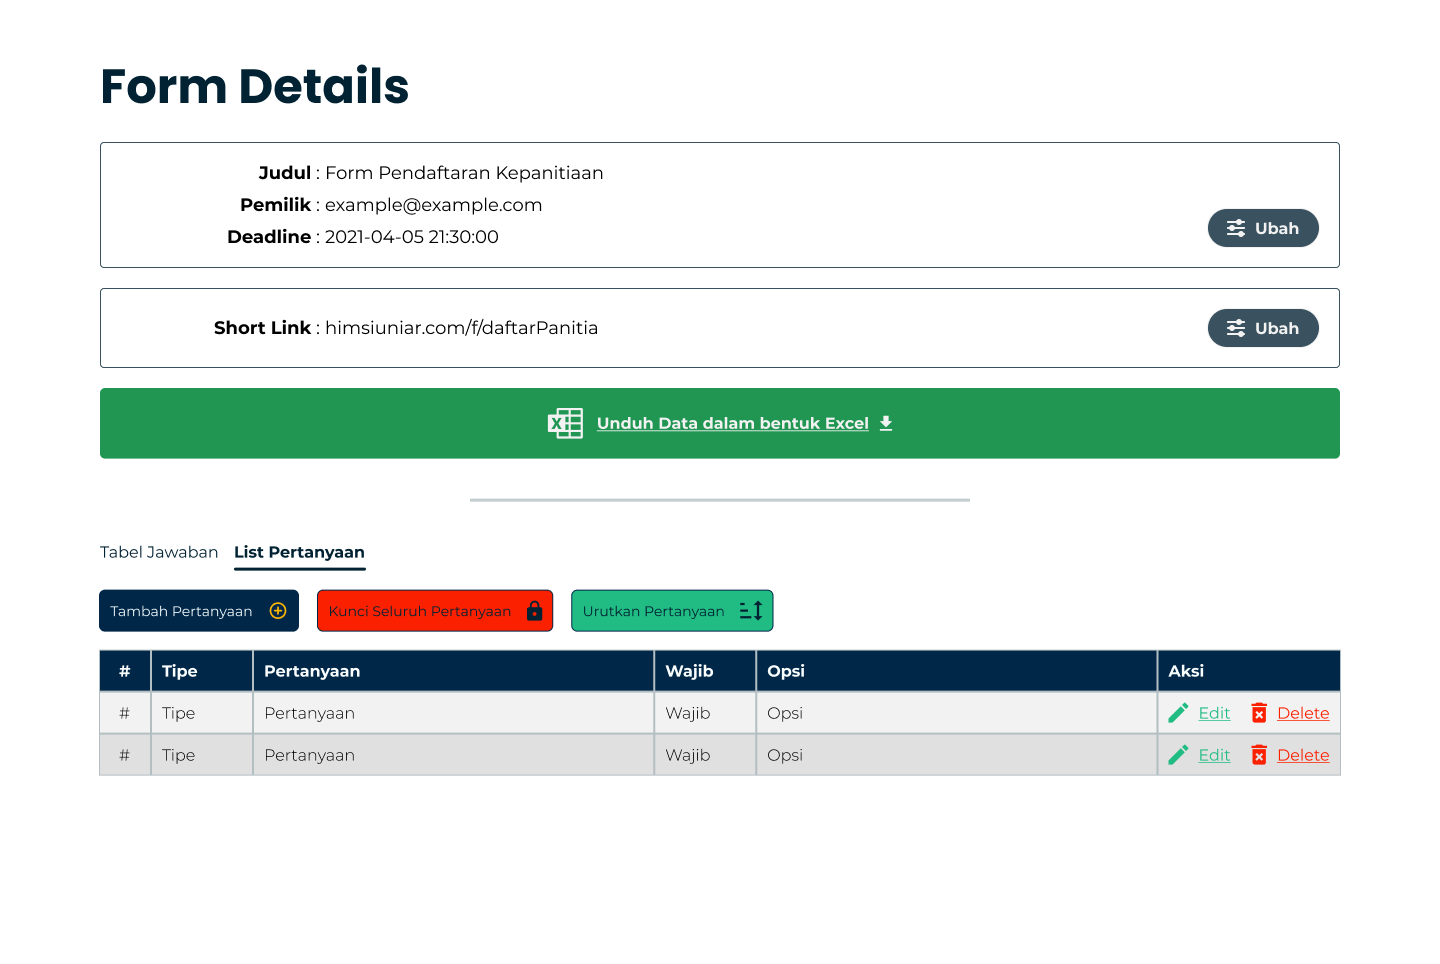 Form Details
Judul : Form Pendaftaran Kepanitiaan
Pemilik : example@example.com
Deadline : 2021-04-05 21:30:00
Ubah
Short Link : himsiuniar.com/f/daftarPanitia
Ubah
Unduh Data dalam bentuk Excel
Tabel Jawaban List Pertanyaan
Tambah Pertanyaan Kunci Seluruh Pertanyaan Urutkan Pertanyaan
# Tipe Pertanyaan Wajib Opsi Aksi
# Tipe Pertanyaan Wajib Opsi Edit Delete
# Tipe Pertanyaan Wajib Opsi Edit Delete